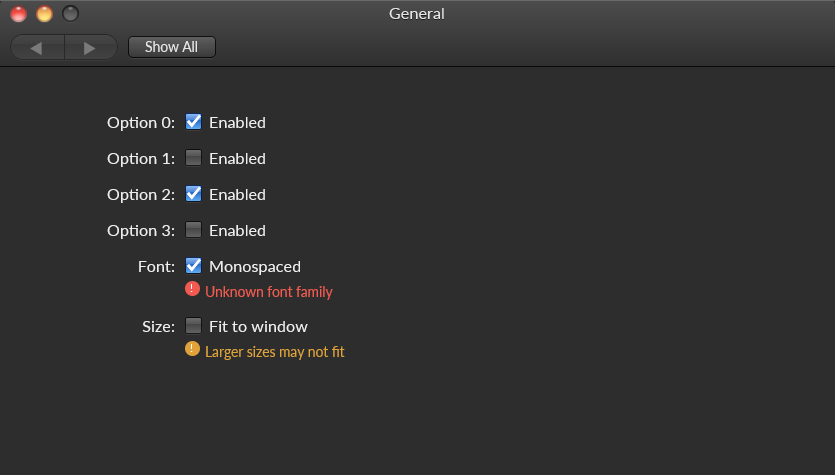 General
Show All
Option 0: Enabled
Option 1: Enabled
Option 2: Enabled
Option 3: Enabled
Font: Monospaced
Unknown font family
Size: Fit to window
Larger sizes may not fit